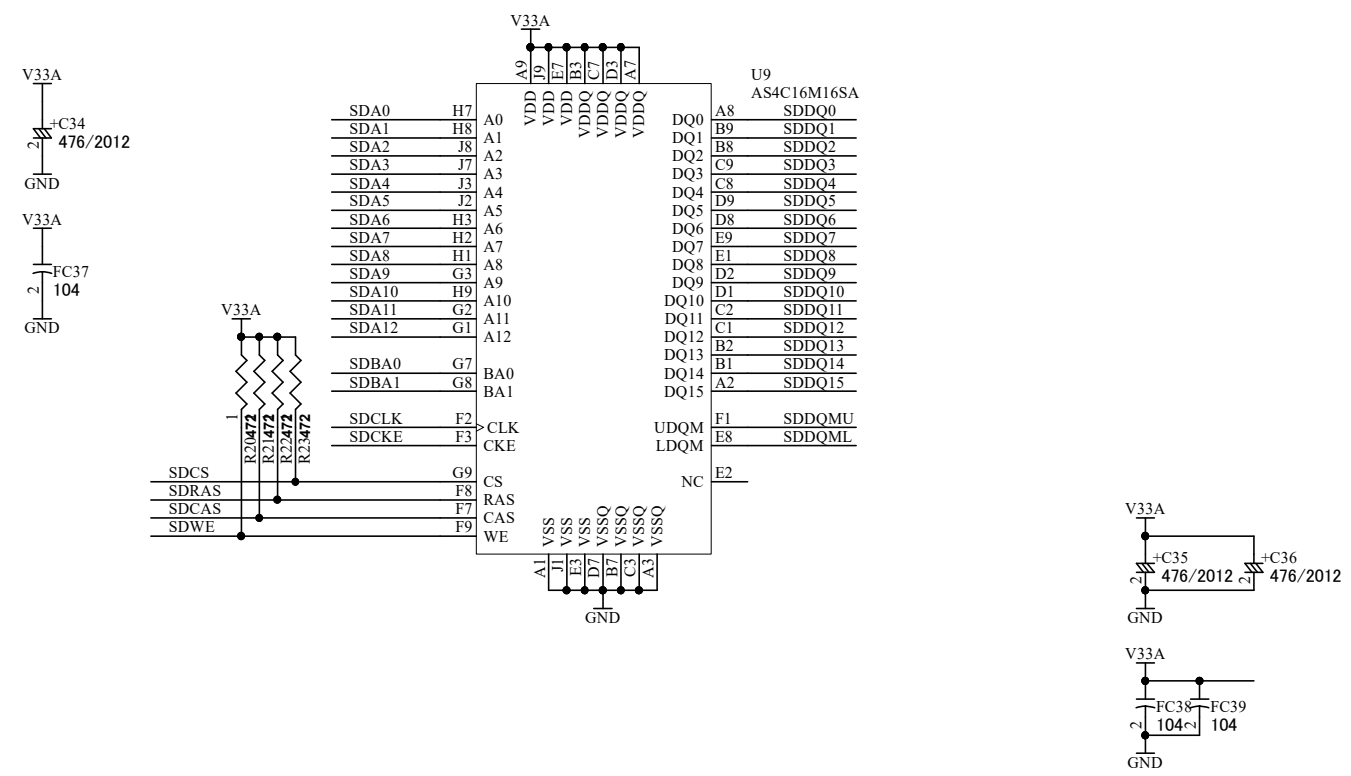 V33A
A9 J9 E7 B3 C7 D3 A7
VDD VDD VDD VDDQ VDDQ VDDQ VDDQ
U9
AS4C16M16SA
V33A
+C34
2 476/2012
GND
V33A
FC37
2 104
GND
SDA0 H7 A0
SDA1 H8 A1
SDA2 J8 A2
SDA3 J7 A3
SDA4 J3 A4
SDA5 J2 A5
SDA6 H3 A6
SDA7 H2 A7
SDA8 H1 A8
SDA9 G3 A9
SDA10 H9 A10
SDA11 G2 A11
SDA12 G1 A12
SDBA0 G7 BA0
SDBA1 G8 BA1
SDCLK F2 CLK
SDCKE F3 CKE
SDCS G9 CS
SDRAS F8 RAS
SDCAS F7 CAS
SDWE F9 WE
V33A
1
R20472
R21472
R22472
R23472
DQ0 A8 SDDQ0
DQ1 B9 SDDQ1
DQ2 B8 SDDQ2
DQ3 C9 SDDQ3
DQ4 C8 SDDQ4
DQ5 D9 SDDQ5
DQ6 D8 SDDQ6
DQ7 E9 SDDQ7
DQ8 E1 SDDQ8
DQ9 D2 SDDQ9
DQ10 D1 SDDQ10
DQ11 C2 SDDQ11
DQ12 C1 SDDQ12
DQ13 B2 SDDQ13
DQ14 B1 SDDQ14
DQ15 A2 SDDQ15
UDQM F1 SDDQMU
LDQM E8 SDDQML
NC E2
VSS VSS VSS VSSQ VSSQ VSSQ VSSQ
A1 J1 E3 D7 B7 C3 A3
GND
V33A
+C35 +C36
2 476/2012 2 476/2012
GND
V33A
FC38 FC39
2 104 2 104
GND